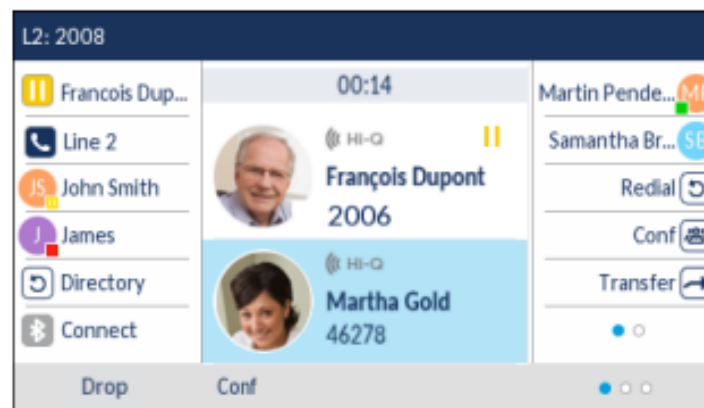 L2: 2008
Francois Dup...
Line 2
JS John Smith
J James
Directory
Connect
00:14
HI-Q
François Dupont
2006
HI-Q
Martha Gold
46278
Martin Pende...
Samantha Br... SB
Redial
Conf
Transfer
Drop
Conf